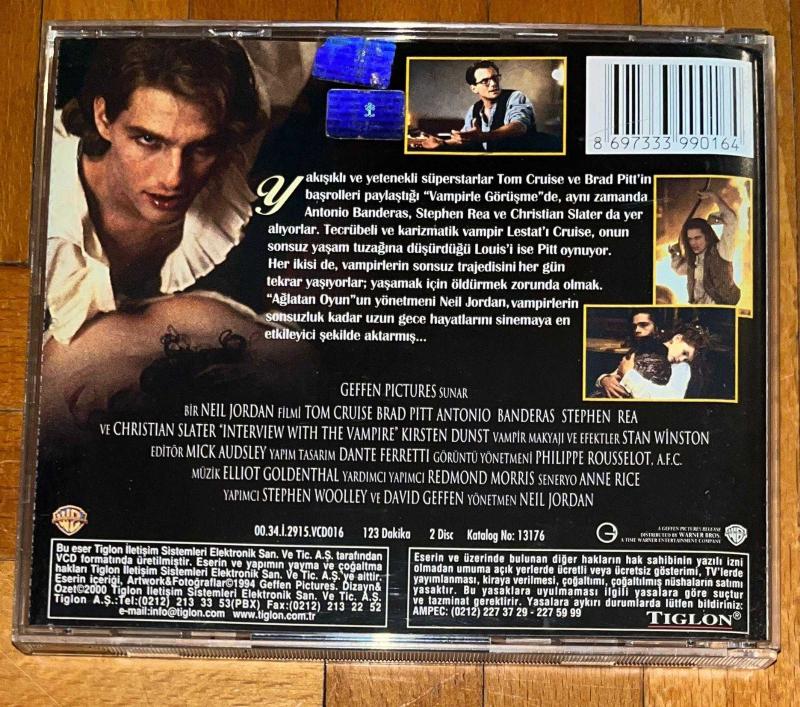 8 697333 990164
Yakışıklı ve yetenekli süperstarlar Tom Cruise ve Brad Pitt'in
başrolleri paylaştığı "Vampirle Görüşme"de, aynı zamanda
Antonio Banderas, Stephen Rea ve Christian Slater da yer
alıyorlar. Tecrübeli ve karizmatik vampir Lestat'ı Cruise, onun
sonsuz yaşam tuzağına düşürdüğü Louis'i ise Pitt oynuyor.
Her ikisi de, vampirlerin sonsuz trajedisini her gün
tekrar yaşıyorlar; yaşamak için öldürmek zorunda olmak.
"Ağlatan Oyun"un yönetmeni Neil Jordan, vampirlerin
sonsuzluk kadar uzun gece hayatlarını sinemaya en
etkileyici şekilde aktarmış...
GEFFEN PICTURES SUNAR
BİR NEIL JORDAN FİLMİ TOM CRUISE BRAD PITT ANTONIO BANDERAS STEPHEN REA
VE CHRISTIAN SLATER "INTERVIEW WITH THE VAMPIRE" KIRSTEN DUNST VAMPİR MAKYAJI VE EFEKTLER STAN WINSTON
EDİTÖR MICK AUDSLEY YAPIM TASARIM DANTE FERRETTI GÖRÜNTÜ YÖNETMENİ PHILIPPE ROUSSELOT, A.F.C.
MÜZİK ELLIOT GOLDENTHAL YARDIMCI YAPIMCI REDMOND MORRIS SENERYO ANNE RICE
YAPIMCI STEPHEN WOOLLEY VE DAVID GEFFEN YÖNETMEN NEIL JORDAN
00.34.İ.2915.VCD016 123 Dakika 2 Disc Katalog No: 13176
A GEFFEN PICTURES RELEASE
DISTRIBUTED BY WARNER BROS.
A TIME WARNER ENTERTAINMENT COMPANY
Bu eser Tiglon İletişim Sistemleri Elektronik San. Ve Tic. A.Ş. tarafından
VCD formatında üretilmiştir. Eserin ve yapımın yayma ve çoğaltma
hakları Tiglon İletişim Sistemleri Elektronik San. Ve Tic. A.Ş.'ye aittir.
Eserin içeriği, Artwork&Fotoğraflar©1994 Geffen Pictures. Dizayn&
Özet©2000 Tiglon İletişim Sistemleri Elektronik San. Ve Tic. A.Ş.
Tiglon A.Ş.:Tel:(0212) 213 33 53(PBX) Fax:(0212) 213 22 52
e-mail:info@tiglon.com www.tiglon.com.tr
Eserin ve üzerinde bulunan diğer hakların hak sahibinin yazılı izni
olmadan umuma açık yerlerde ücretli veya ücretsiz gösterimi, TV'lerde
yayımlanması, kiraya verilmesi, çoğaltımı, çoğaltılmış nüshaların satımı
yasaktır. Bu yasaklara uyulmaması ilgili yasalara göre suçtur
ve tazminat gerektirir. Yasalara aykırı durumlarda lütfen bildiriniz:
AMPEC: (0212) 227 37 29 - 227 59 99
TIGLON®